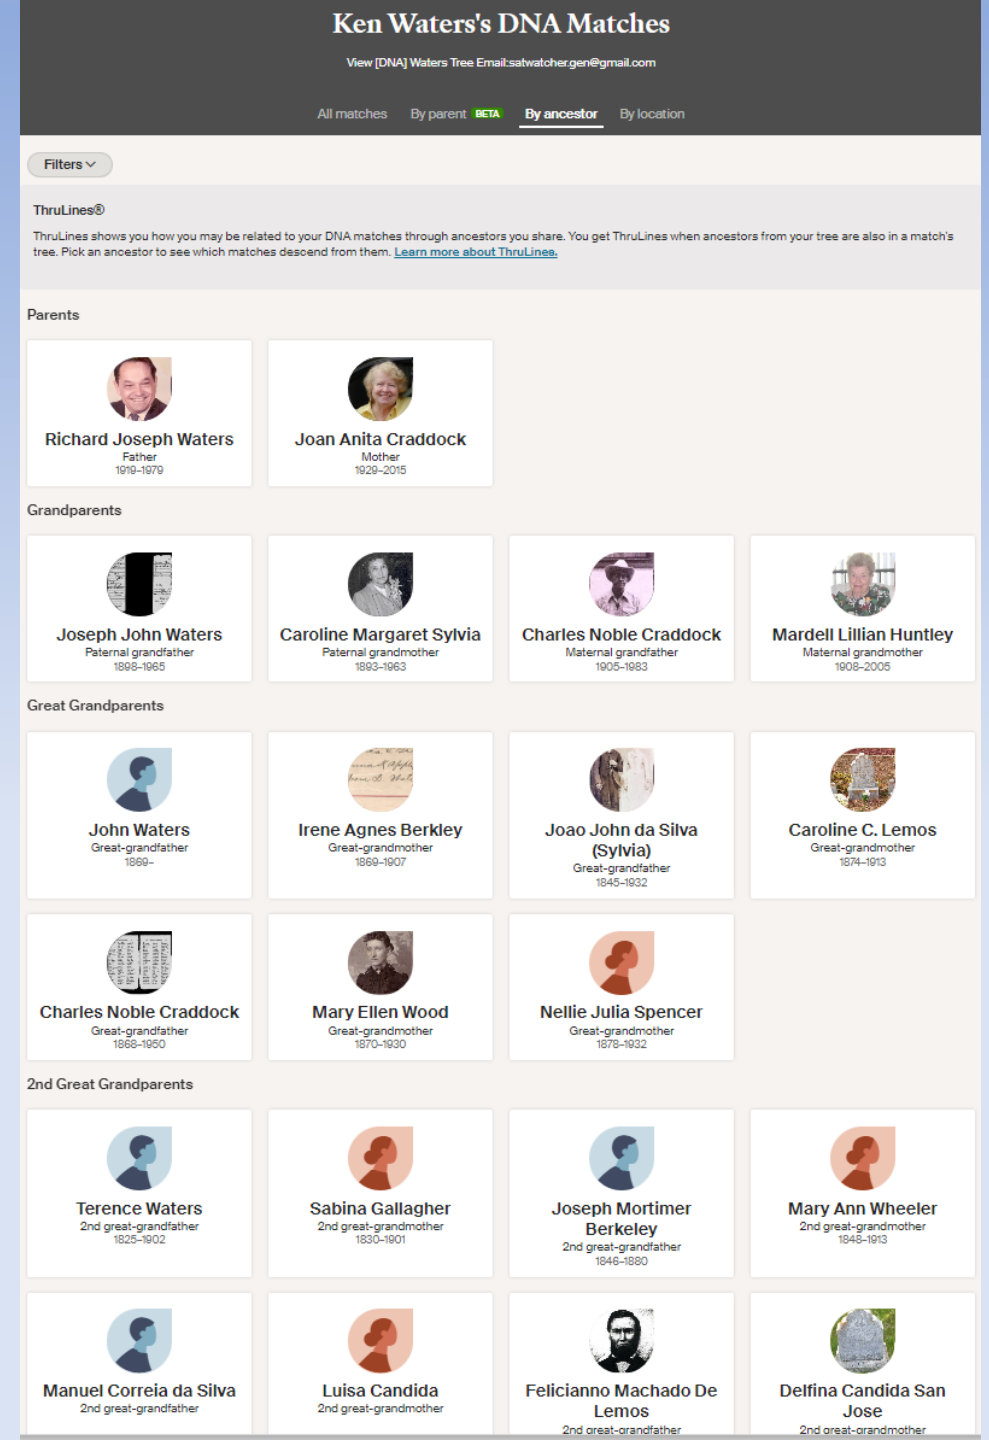 Ken Waters's DNA Matches
View [DNA] Waters Tree Email:satwatcher.gen@gmail.com
All matches By parent BETA By ancestor By location
Filters
ThruLines®
ThruLines shows you how you may be related to your DNA matches through ancestors you share. You get ThruLines when ancestors from your tree are also in a match's
tree. Pick an ancestor to see which matches descend from them. Learn more about ThruLines.
Parents
Richard Joseph Waters
Father
1919–1979
Joan Anita Craddock
Mother
1929–2015
Grandparents
Joseph John Waters
Paternal grandfather
1898–1965
Caroline Margaret Sylvia
Paternal grandmother
1893–1963
Charles Noble Craddock
Maternal grandfather
1905–1983
Mardell Lillian Huntley
Maternal grandmother
1908–2005
Great Grandparents
John Waters
Great-grandfather
1869–
Irene Agnes Berkley
Great-grandmother
1869–1907
Joao John da Silva
(Sylvia)
Great-grandfather
1845–1932
Caroline C. Lemos
Great-grandmother
1874–1913
Charles Noble Craddock
Great-grandfather
1868–1950
Mary Ellen Wood
Great-grandmother
1870–1930
Nellie Julia Spencer
Great-grandmother
1878–1932
2nd Great Grandparents
Terence Waters
2nd great-grandfather
1825–1902
Sabina Gallagher
2nd great-grandmother
1830–1901
Joseph Mortimer
Berkeley
2nd great-grandfather
1846–1880
Mary Ann Wheeler
2nd great-grandmother
1848–1913
Manuel Correia da Silva
2nd great-grandfather
Luisa Candida
2nd great-grandmother
Felicianno Machado De
Lemos
2nd great-grandfather
Delfina Candida San
Jose
2nd great-grandmother